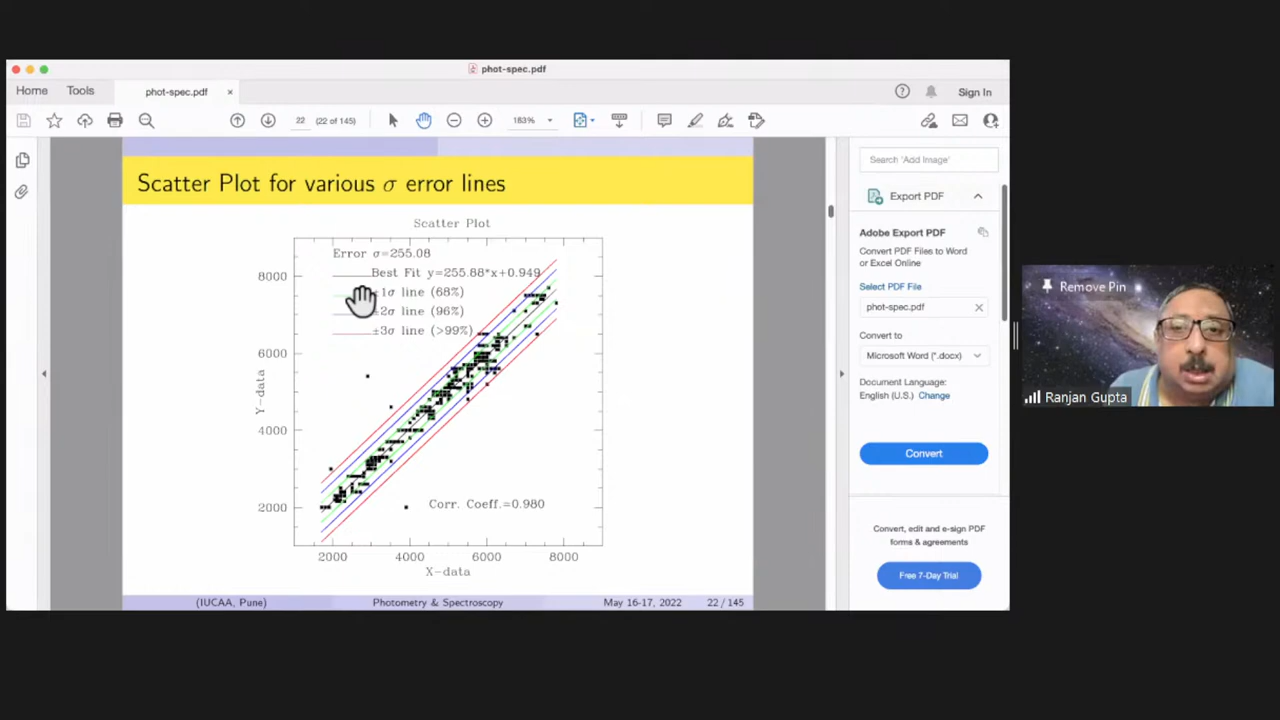 phot-spec.pdf
Home
Tools
phot-spec.pdf
×
Sign In
22
(22 of 145)
183%
Scatter Plot for various σ error lines
Scatter Plot
Error σ=255.08
Best Fit y=255.88*x+0.949
±1σ line (68%)
±2σ line (96%)
±3σ line (>99%)
8000
6000
4000
2000
Y-data
Corr. Coeff.=0.980
2000
4000
6000
8000
X-data
(IUCAA, Pune)
Photometry & Spectroscopy
May 16-17, 2022
22 / 145
Search 'Add Image'
Export PDF
Adobe Export PDF
Convert PDF Files to Word
or Excel Online
Select PDF File
phot-spec.pdf
Convert to
Microsoft Word (*.docx)
Document Language:
English (U.S.) Change
Convert
Convert, edit and e-sign PDF
forms & agreements
Free 7-Day Trial
Remove Pin
Ranjan Gupta